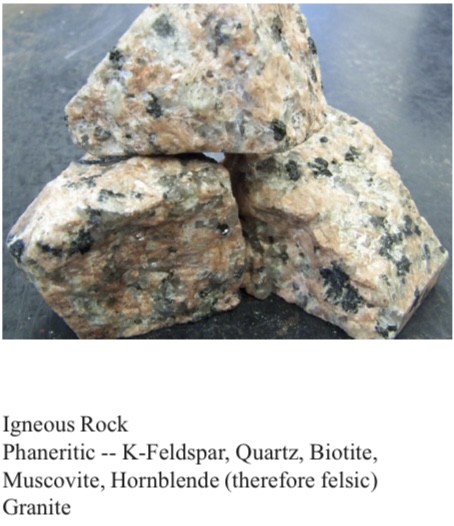 Igneous Rock
Phaneritic -- K-Feldspar, Quartz, Biotite,
Muscovite, Hornblende (therefore felsic)
Granite